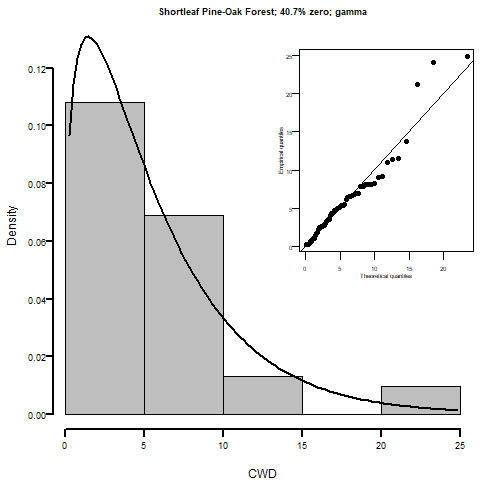 Shortleaf Pine-Oak Forest; 40.7% zero; gamma
Density
0.12
0.10
0.08
0.06
0.04
0.02
0.00
0 5 10 15 20 25
CWD
Empirical quantiles
25
20
15
10
5
0
0 5 10 15 20
Theoretical quantiles